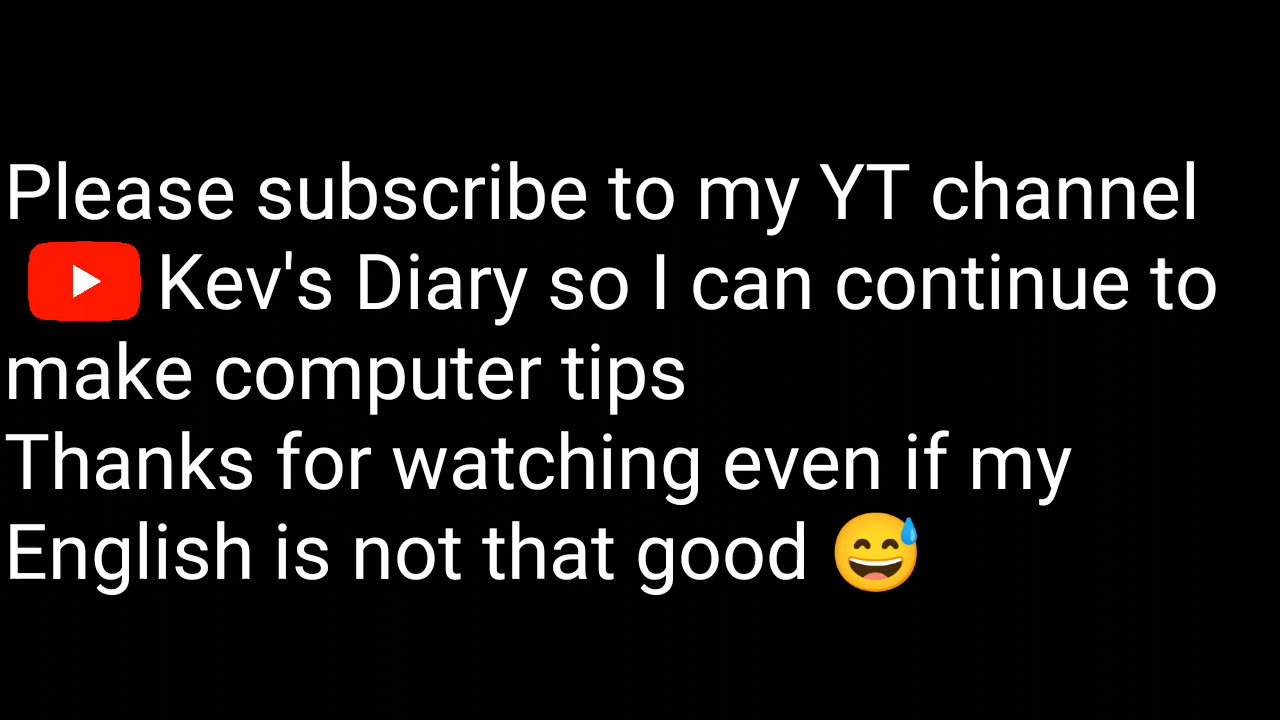 Please subscribe to my YT channel
Kev's Diary so I can continue to
make computer tips
Thanks for watching even if my
English is not that good 😅